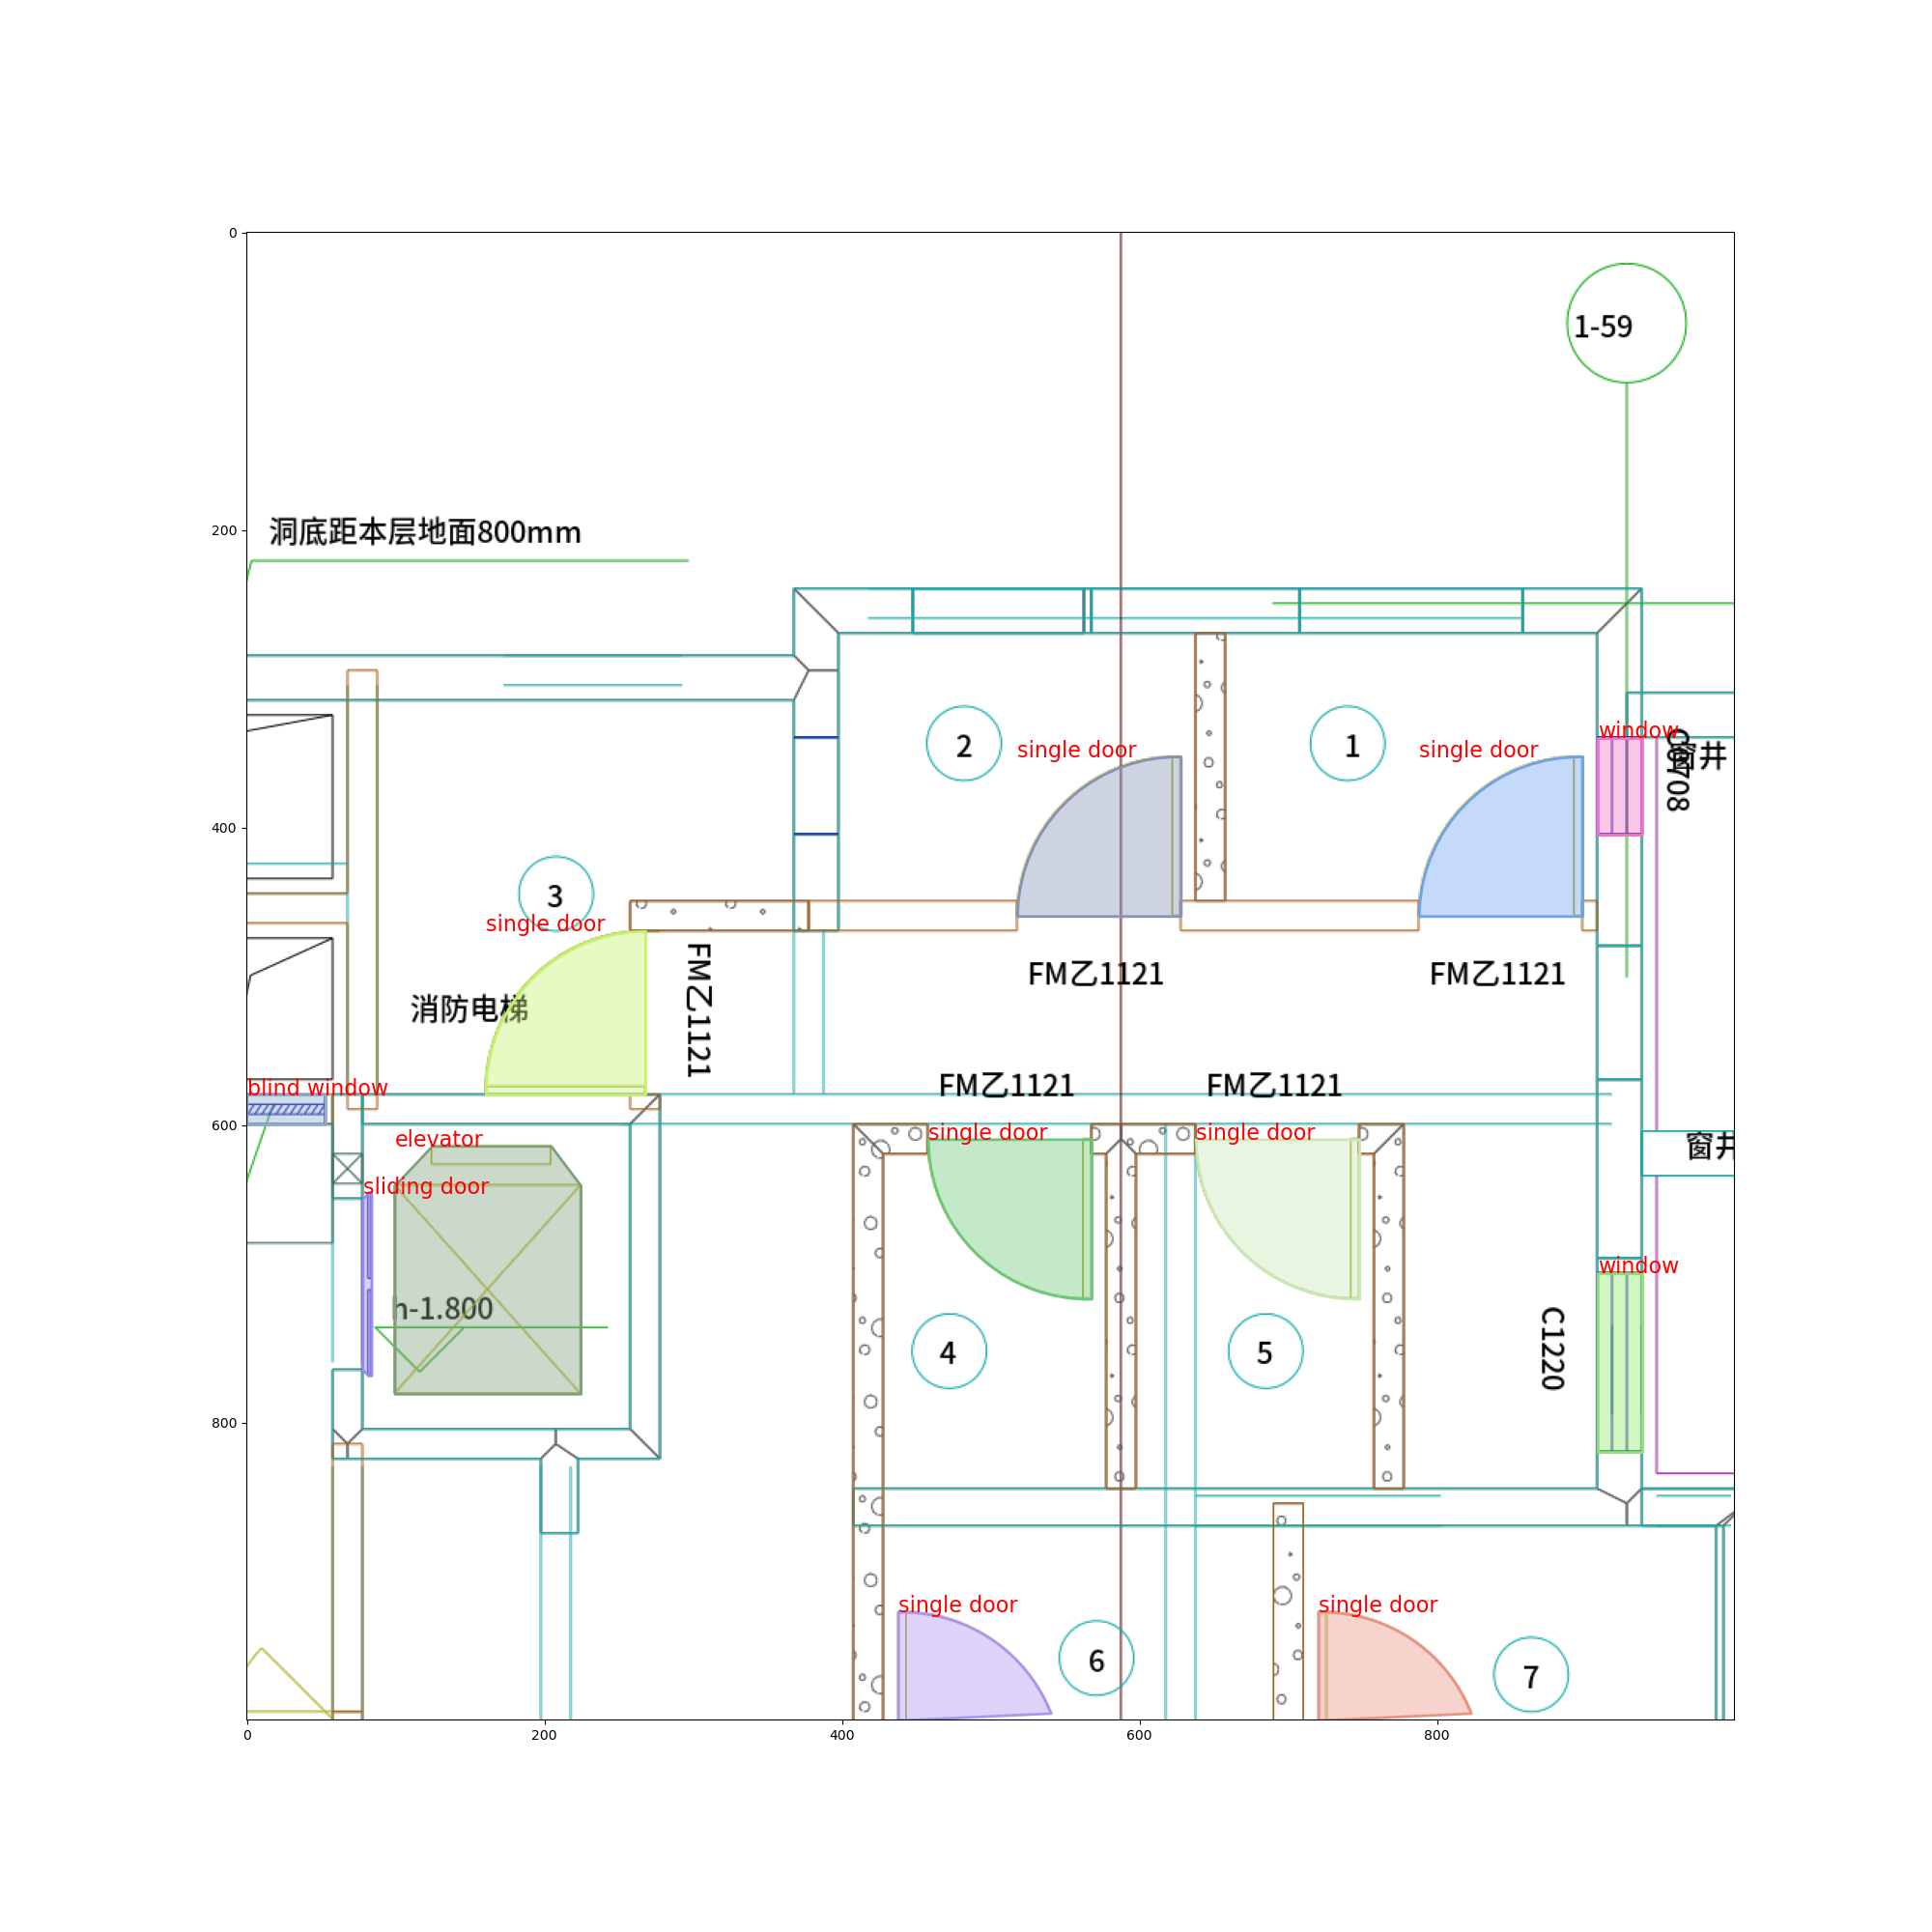 0
1-59
200
洞底距本层地面800mm
window
2
single door
1
single door
C0708
窗井
400
3
single door
FM乙1121
FM乙1121
FM乙1121
消防电梯
FM乙1121
FM乙1121
blind window
600
elevator
single door
single door
窗井
sliding door
window
h-1.800
4
5
C1220
800
single door
single door
6
7
0
200
400
600
800